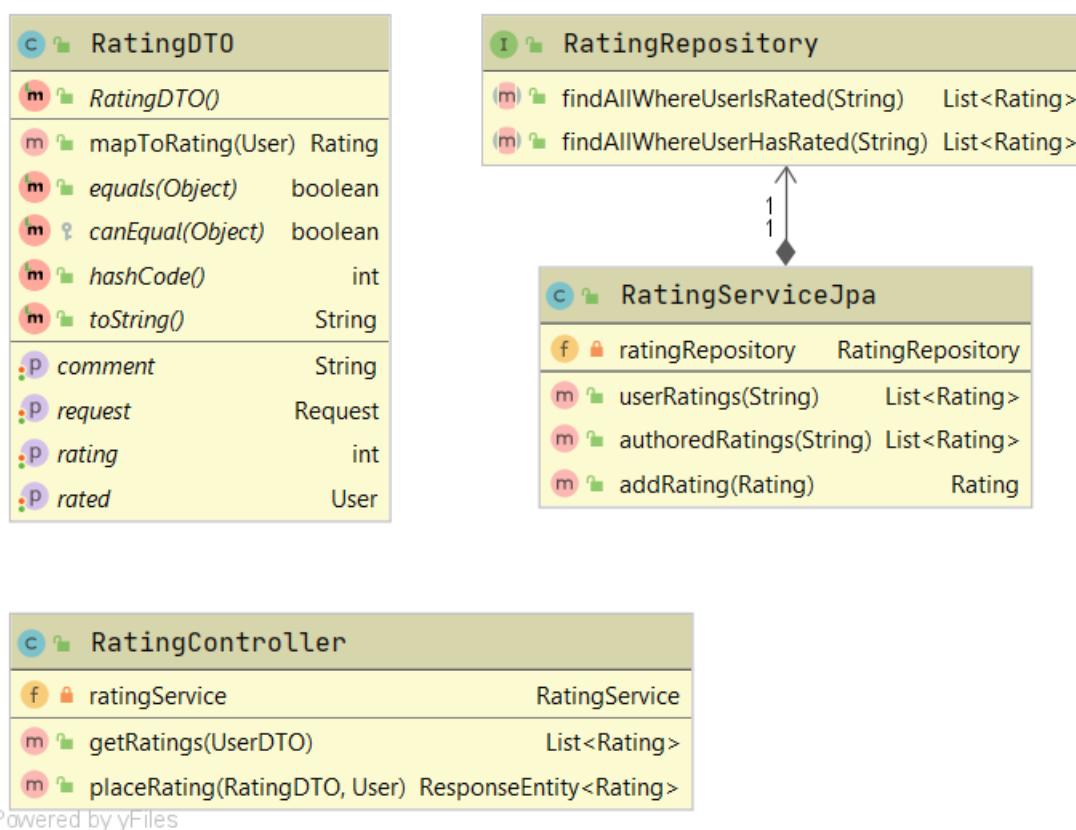 RatingDTO
RatingDTO()
mapToRating(User) Rating
equals(Object) boolean
canEqual(Object) boolean
hashCode() int
toString() String
comment String
request Request
rating int
rated User
RatingRepository
findAllWhereUserIsRated(String) List<Rating>
findAllWhereUserHasRated(String) List<Rating>
1
1
RatingServiceJpa
ratingRepository RatingRepository
userRatings(String) List<Rating>
authoredRatings(String) List<Rating>
addRating(Rating) Rating
RatingController
ratingService RatingService
getRatings(UserDTO) List<Rating>
placeRating(RatingDTO, User) ResponseEntity<Rating>
Powered by yFiles